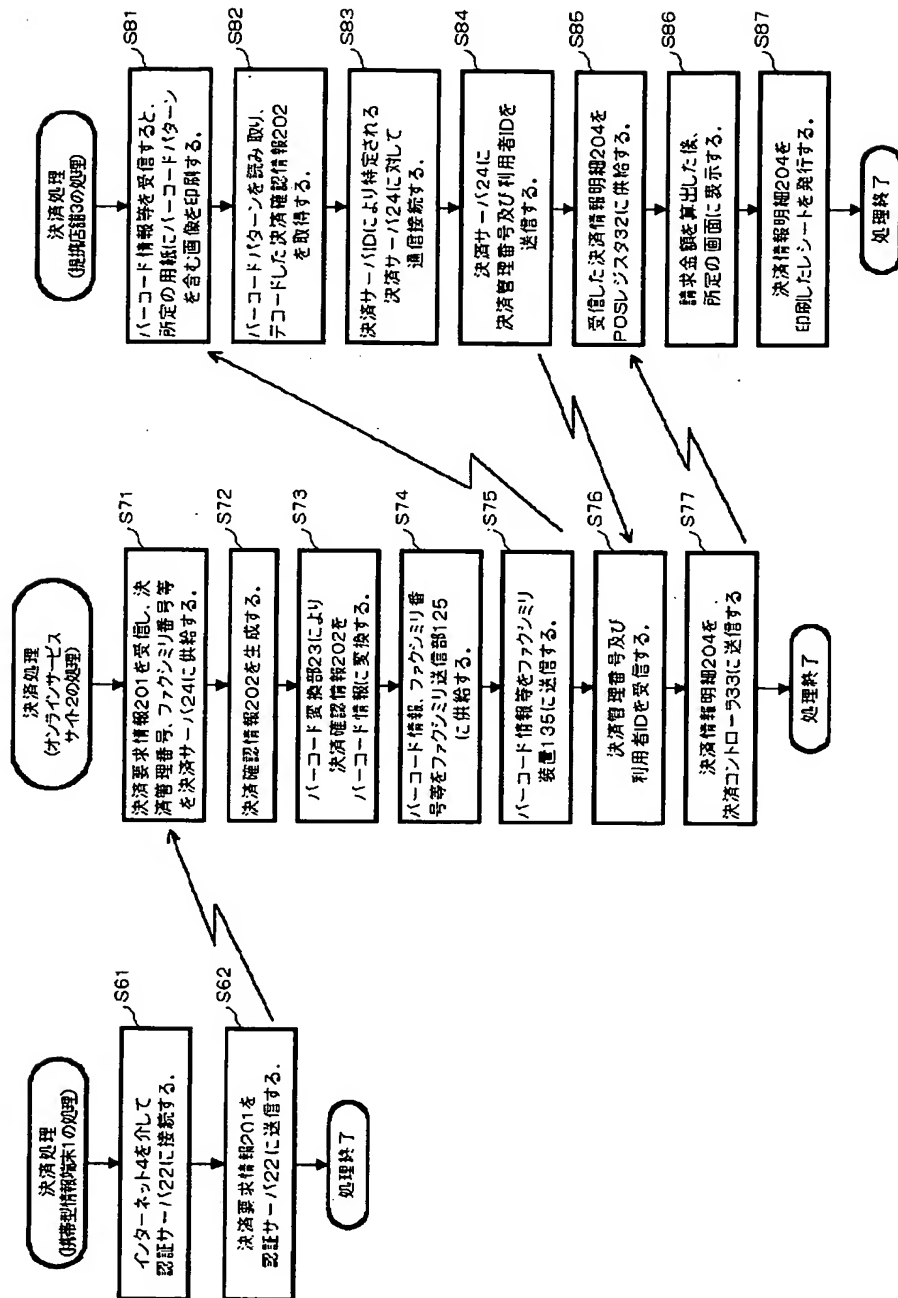 決済処理
(携帯型情報端末1の処理)
S61
インターネット4を介して
認証サーバ22に接続する。
S62
決済要求情報201を
認証サーバ22に送信する。
処理終了
決済処理
(オンラインサービス
サイト2の処理)
S71
決済要求情報201を受信し、決
済管理番号、ファクシミリ番号等
を決済サーバ24に供給する。
S72
決済確認情報202を生成する。
S73
バーコード変換部23により
決済確認情報202を
バーコード情報に変換する。
S74
バーコード情報、ファクシミリ番
号等をファクシミリ送信部125
に供給する。
S75
バーコード情報等をファクシミリ
装置135に送信する。
S76
決済管理番号及び
利用者IDを受信する。
S77
決済情報明細204を
決済コントローラ33に送信する
処理終了
決済処理
(提携店舗3の処理)
S81
バーコード情報等を受信すると、
所定の用紙にバーコードパターン
を含む画像を印刷する。
S82
バーコードパターンを読み取り、
デコードした決済確認情報202
を取得する。
S83
決済サーバIDにより特定される
決済サーバ24に対して
通信接続する。
S84
決済サーバ24に
決済管理番号及び利用者IDを
送信する。
S85
受信した決済情報明細204を
POSレジスタ32に供給する。
S86
請求金額を算出した後、
所定の画面に表示する。
S87
決済情報明細204を
印刷したレシートを発行する。
処理終了